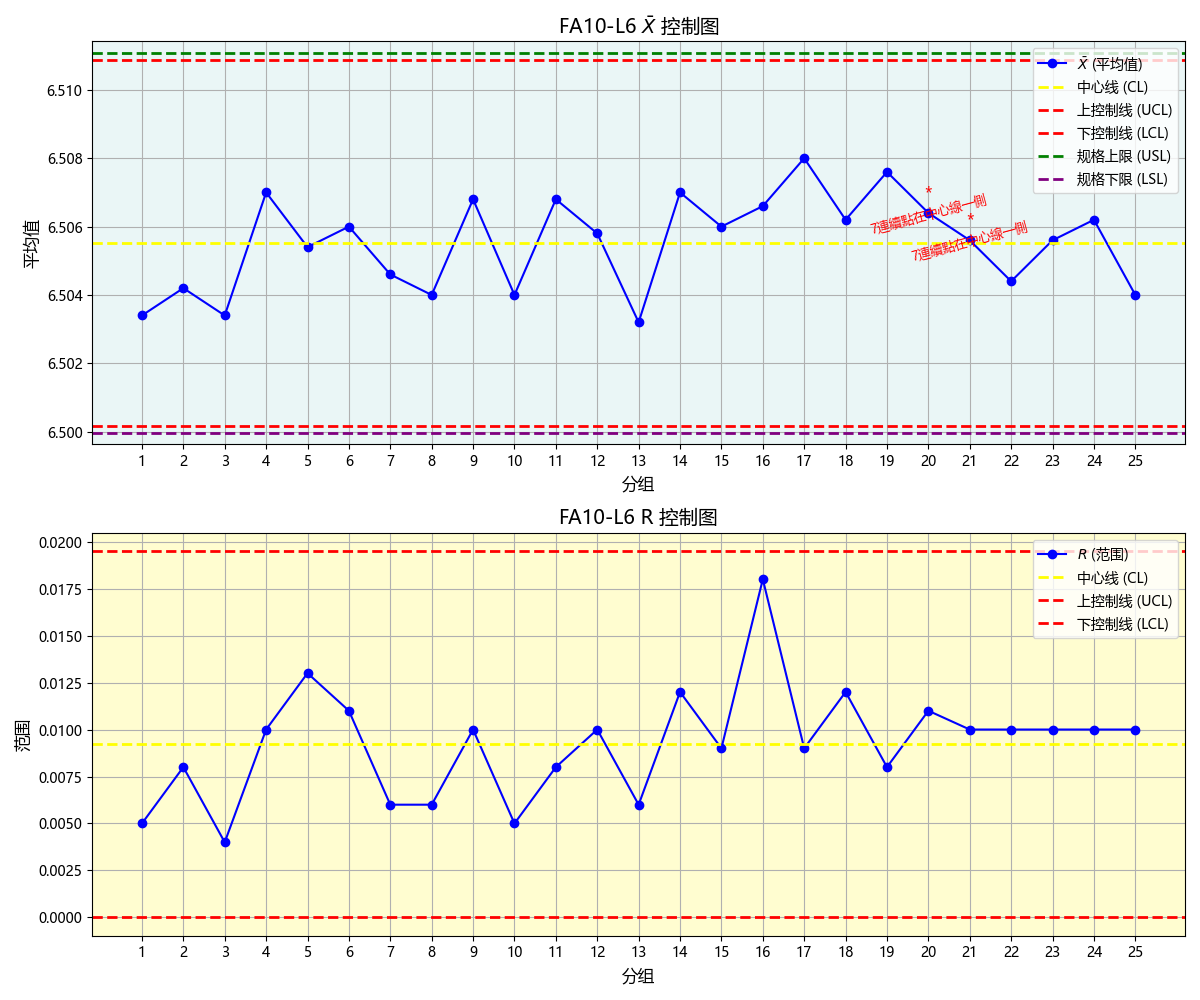 FA10-L6 X̄ 控制图
平均值
6.510
6.508
6.506
6.504
6.502
6.500
X̄ (平均值)
中心线 (CL)
上控制线 (UCL)
下控制线 (LCL)
规格上限 (USL)
规格下限 (LSL)
*
7連續點在中心線一側
*
7連續點在中心線一側
1 2 3 4 5 6 7 8 9 10 11 12 13 14 15 16 17 18 19 20 21 22 23 24 25
分组
FA10-L6 R 控制图
范围
0.0200
0.0175
0.0150
0.0125
0.0100
0.0075
0.0050
0.0025
0.0000
R (范围)
中心线 (CL)
上控制线 (UCL)
下控制线 (LCL)
1 2 3 4 5 6 7 8 9 10 11 12 13 14 15 16 17 18 19 20 21 22 23 24 25
分组